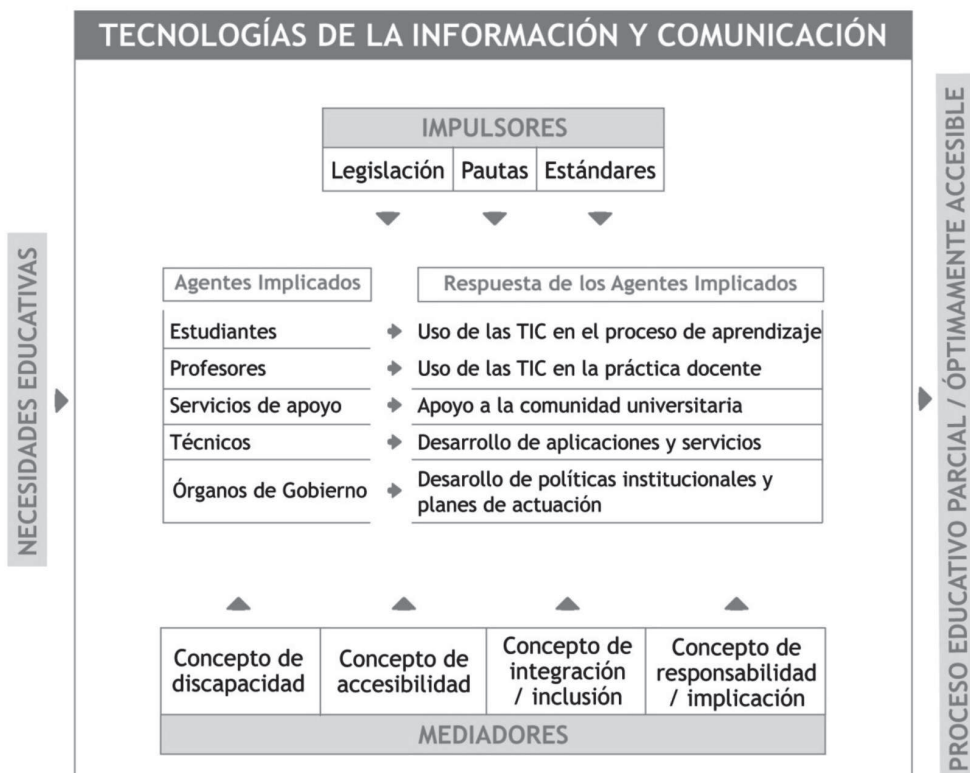 TECNOLOGÍAS DE LA INFORMACIÓN Y COMUNICACIÓN
NECESIDADES EDUCATIVAS
IMPULSORES
Legislación Pautas Estándares
Agentes Implicados Respuesta de los Agentes Implicados
Estudiantes Uso de las TIC en el proceso de aprendizaje
Profesores Uso de las TIC en la práctica docente
Servicios de apoyo Apoyo a la comunidad universitaria
Técnicos Desarrollo de aplicaciones y servicios
Órganos de Gobierno Desarollo de políticas institucionales y
planes de actuación
Concepto de
discapacidad
Concepto de
accesibilidad
Concepto de
integración
/ inclusión
Concepto de
responsabilidad
/ implicación
MEDIADORES
PROCESO EDUCATIVO PARCIAL / ÓPTIMAMENTE ACCESIBLE